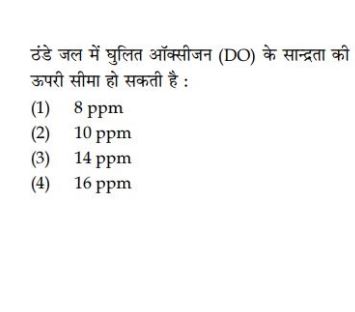 ठंडे जल में घुलित ऑक्सीजन (DO) के सान्द्रता की
ऊपरी सीमा हो सकती है :
(1) 8 ppm
(2) 10 ppm
(3) 14 ppm
(4) 16 ppm